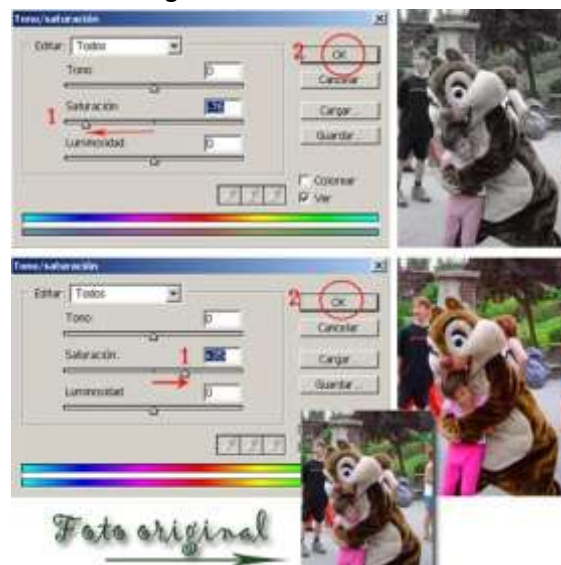 Tono/saturación
Editar: Todos
Tono: 0
Saturación
Luminosidad: 0
OK
Cancelar
Cargar...
Guardar...
Colorear
Ver
1
2
Tono/saturación
Editar: Todos
Tono: 0
Saturación:
Luminosidad: 0
OK
Cancelar
Cargar...
Guardar...
1
2
Foto original